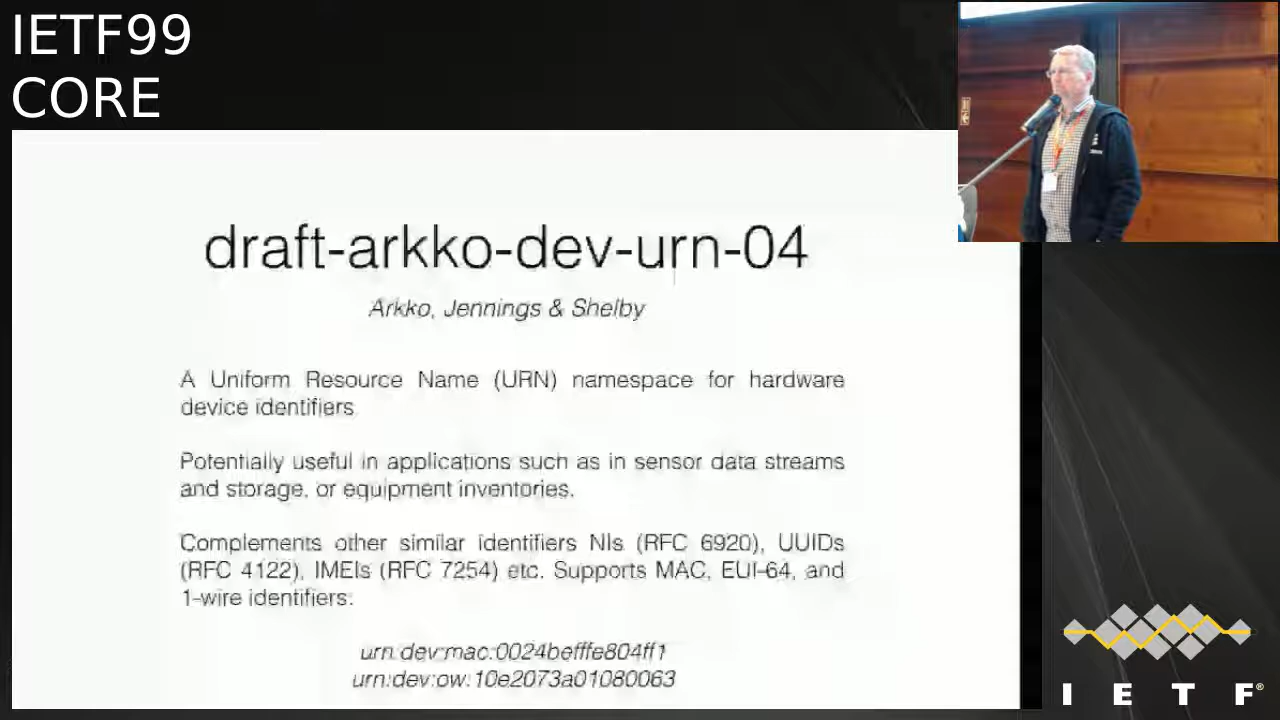 IETF99
CORE
draft-arkko-dev-urn-04
Arkko, Jennings & Shelby
A Uniform Resource Name (URN) namespace for hardware
device identifiers
Potentially useful in applications such as in sensor data streams
and storage, or equipment inventories.
Complements other similar identifiers NIs (RFC 6920), UUIDs
(RFC 4122), IMEIs (RFC 7254) etc. Supports MAC, EUI-64, and
1-wire identifiers:
urn:dev:mac:0024befffe804ff1
urn:dev:ow:10e2073a01080063
I E T F®